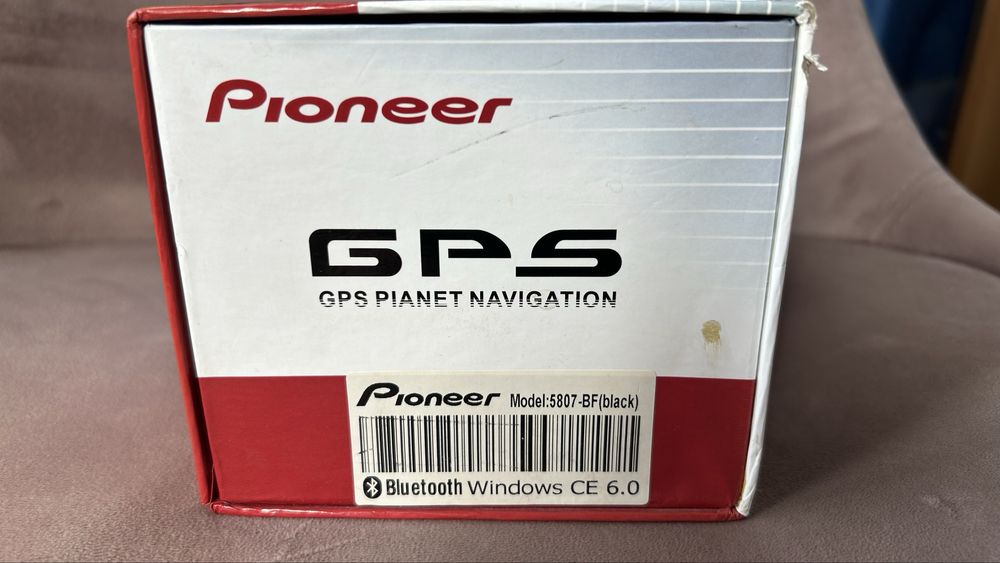 Pioneer
GPS
GPS PIANET NAVIGATION
Pioneer Model:5807-BF(black)
Bluetooth Windows CE 6.0